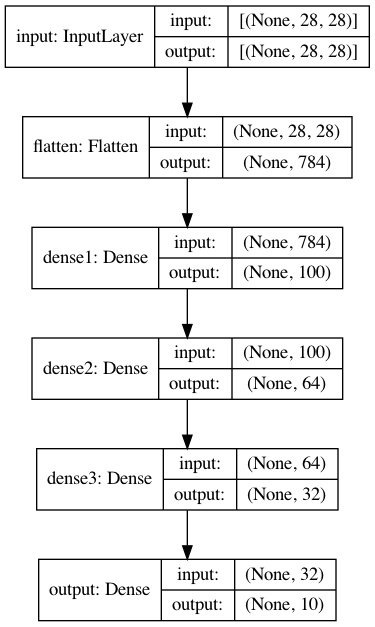 input: InputLayer
input: [(None, 28, 28)]
output: [(None, 28, 28)]
flatten: Flatten
input: (None, 28, 28)
output: (None, 784)
dense1: Dense
input: (None, 784)
output: (None, 100)
dense2: Dense
input: (None, 100)
output: (None, 64)
dense3: Dense
input: (None, 64)
output: (None, 32)
output: Dense
input: (None, 32)
output: (None, 10)